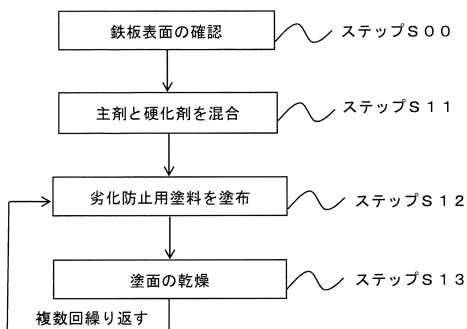 鉄板表面の確認
ステップS00
主剤と硬化剤を混合
ステップS11
劣化防止用塗料を塗布
ステップS12
塗面の乾燥
ステップS13
複数回繰り返す